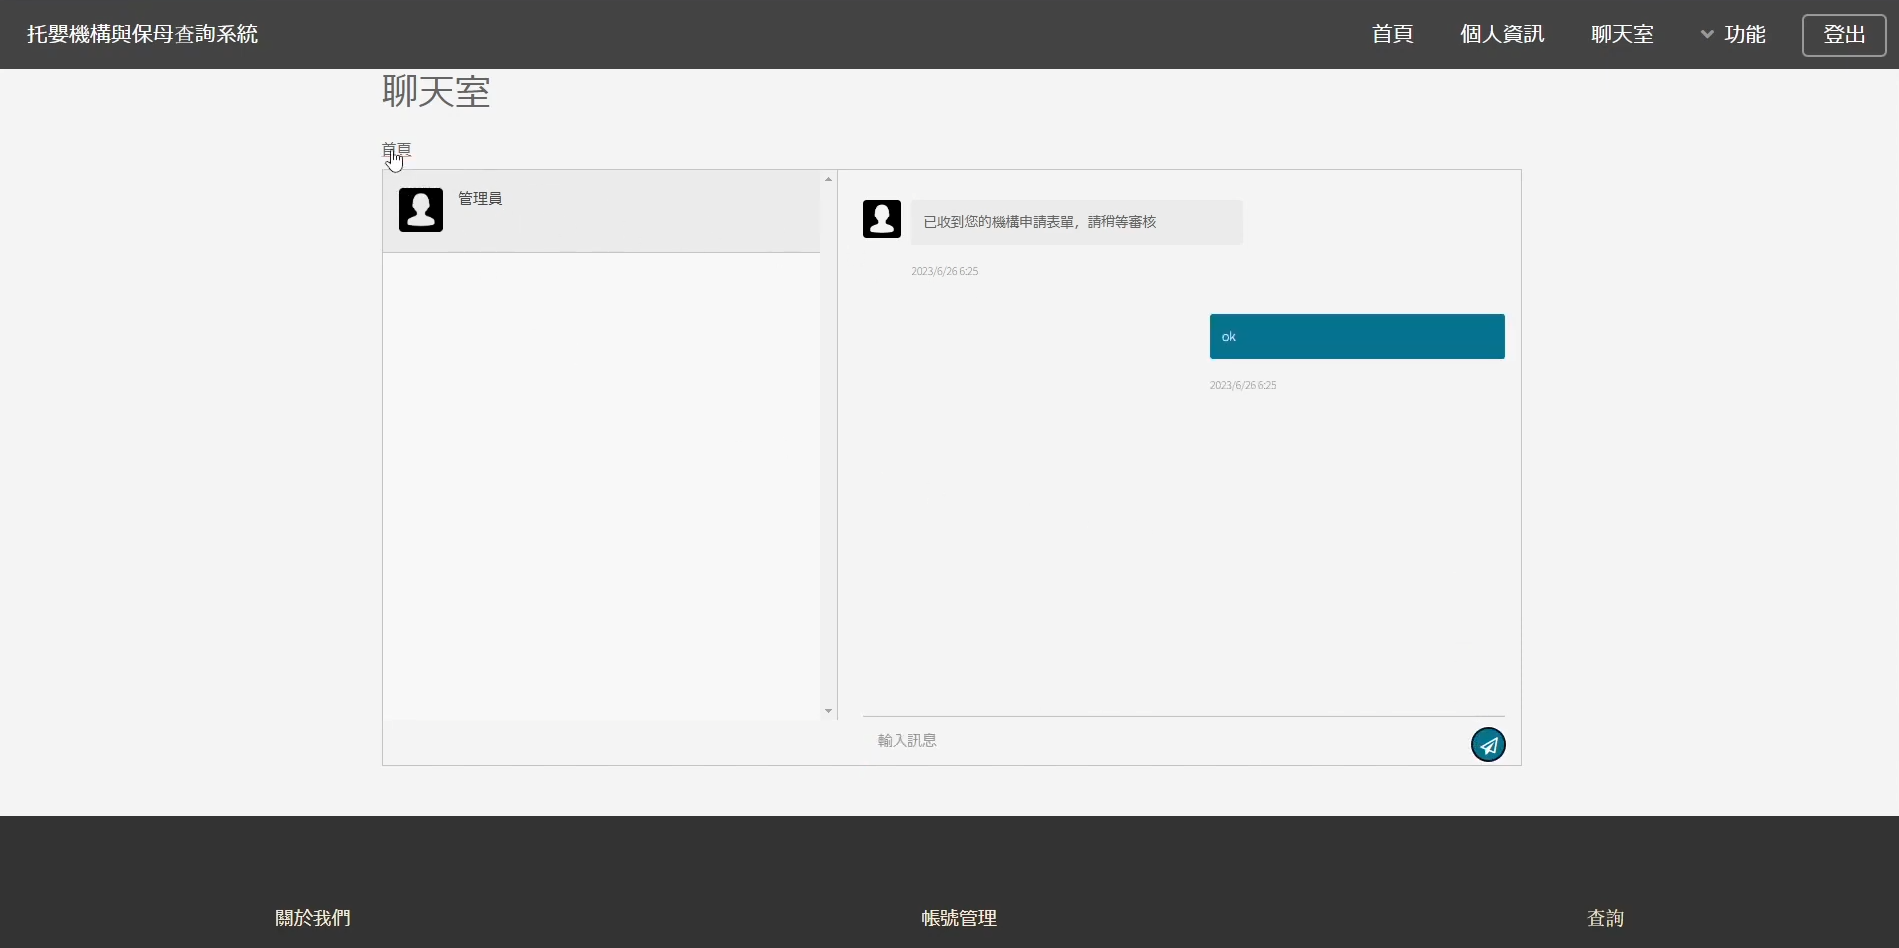 托嬰機構與保母查詢系統
首頁
個人資訊
聊天室
功能
登出
聊天室
首頁
管理員
已收到您的機構申請表單，請稍等審核
2023/6/26 6:25
ok
2023/6/26 6:25
輸入訊息
關於我們
帳號管理
查詢